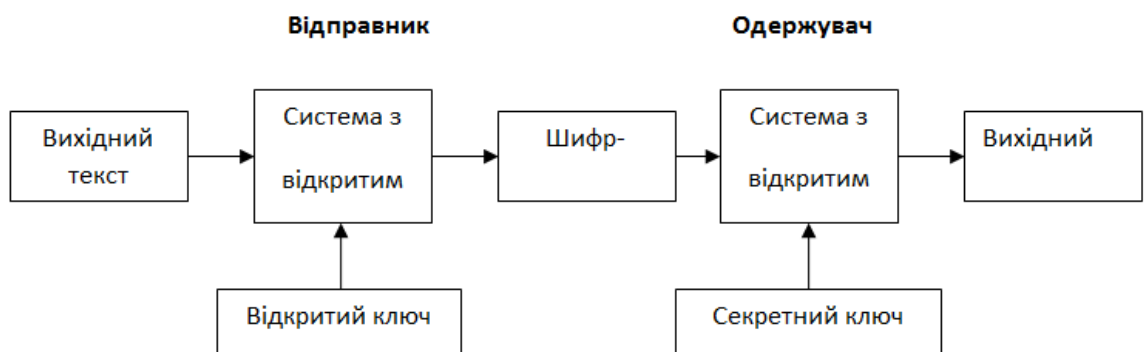 Відправник
Одержувач
Вихідний
текст
Система з
відкритим
Шифр-
Система з
відкритим
Вихідний
Відкритий ключ
Секретний ключ